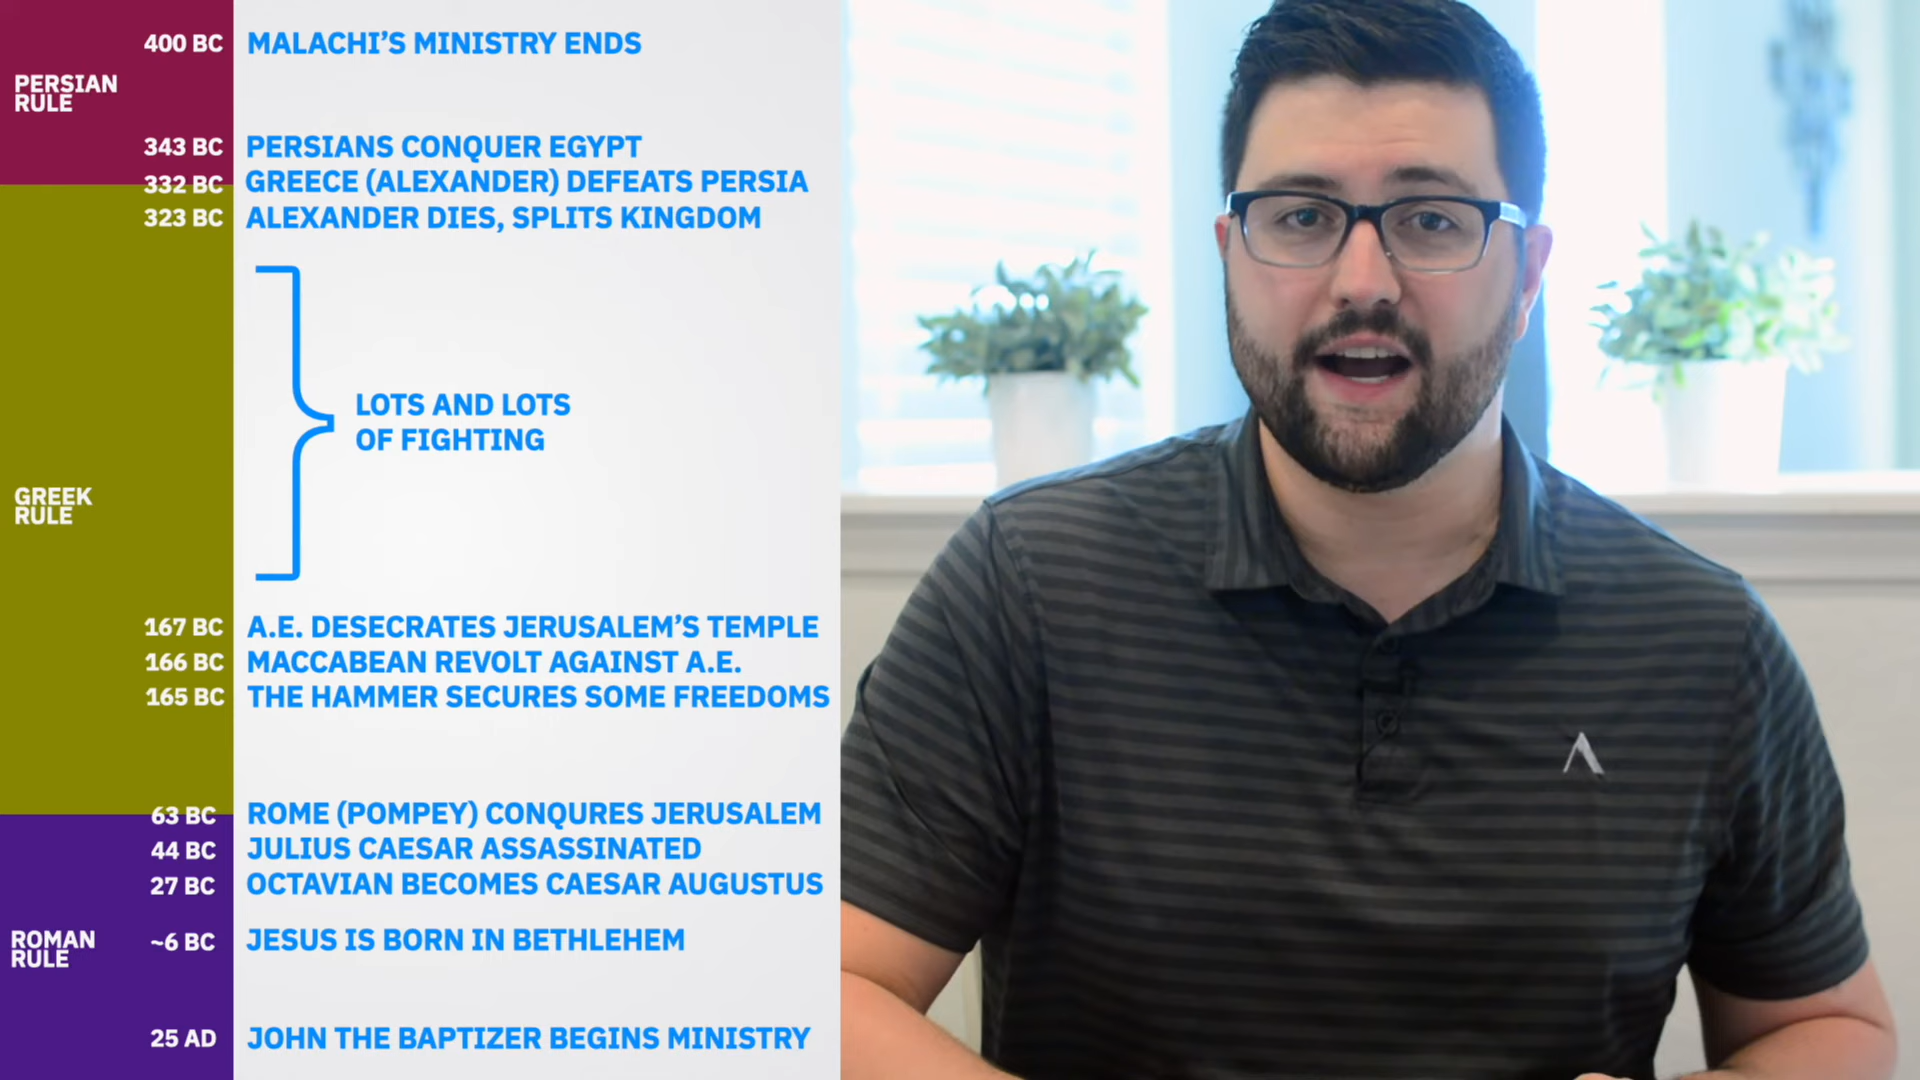 400 BC MALACHI'S MINISTRY ENDS
PERSIAN
RULE
343 BC PERSIANS CONQUER EGYPT
332 BC GREECE (ALEXANDER) DEFEATS PERSIA
323 BC ALEXANDER DIES, SPLITS KINGDOM
LOTS AND LOTS
OF FIGHTING
GREEK
RULE
167 BC A.E. DESECRATES JERUSALEM'S TEMPLE
166 BC MACCABEAN REVOLT AGAINST A.E.
165 BC THE HAMMER SECURES SOME FREEDOMS
63 BC ROME (POMPEY) CONQURES JERUSALEM
44 BC JULIUS CAESAR ASSASSINATED
27 BC OCTAVIAN BECOMES CAESAR AUGUSTUS
ROMAN
RULE
~6 BC JESUS IS BORN IN BETHLEHEM
25 AD JOHN THE BAPTIZER BEGINS MINISTRY